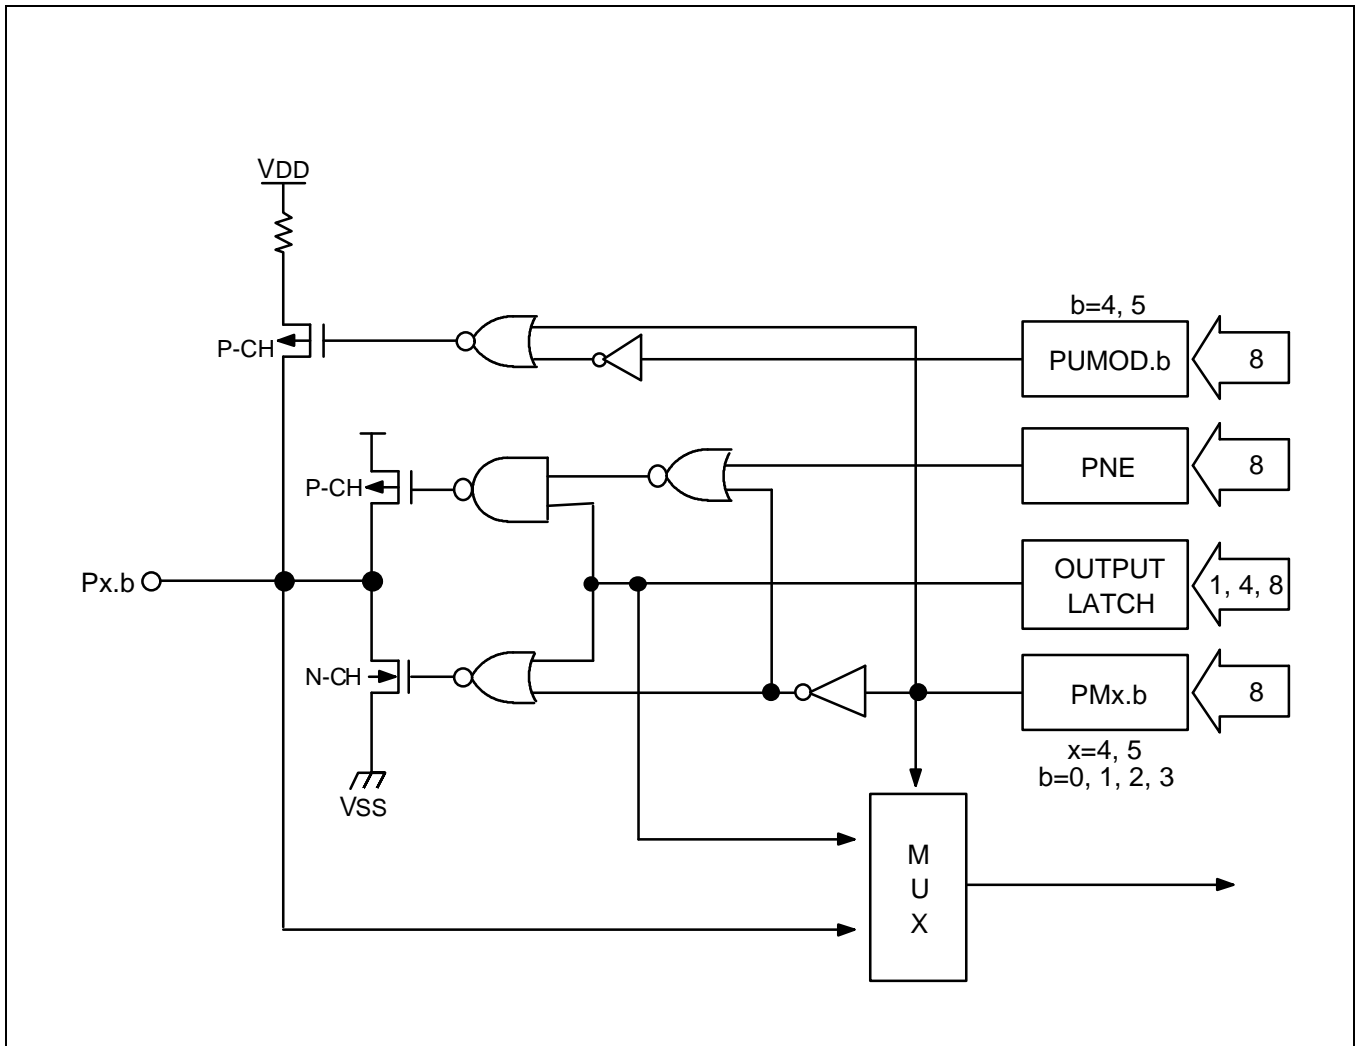 VDD
b=4, 5
P-CH
PUMOD.b
8
PNE
8
P-CH
OUTPUT
LATCH
1, 4, 8
Px.b
N-CH
PMx.b
8
x=4, 5
b=0, 1, 2, 3
VSS
M
U
X